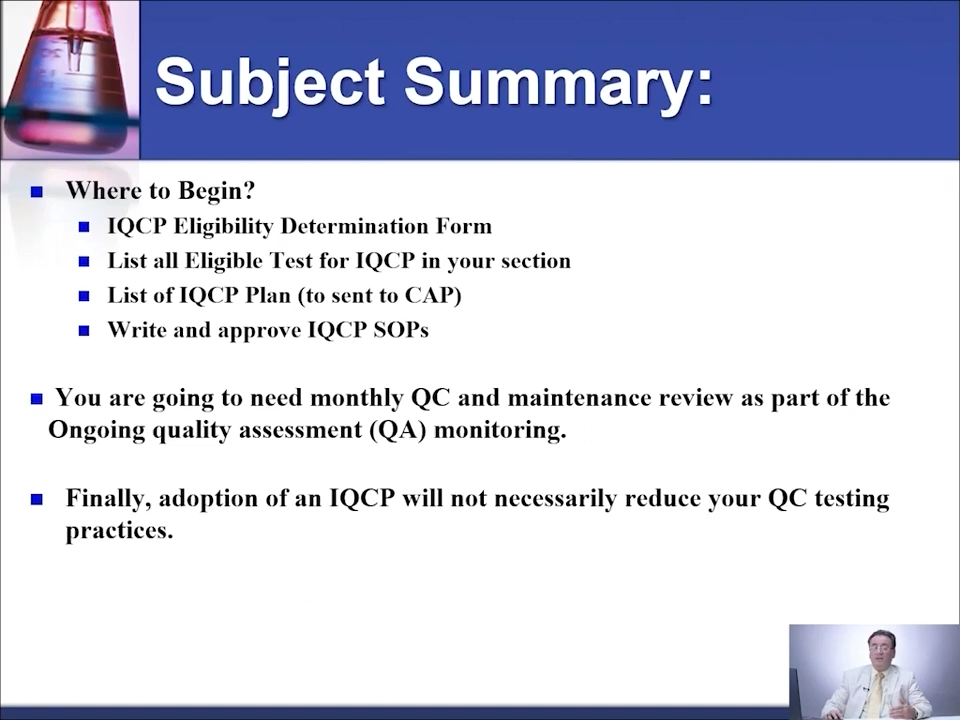 Subject Summary:
Where to Begin?
IQCP Eligibility Determination Form
List all Eligible Test for IQCP in your section
List of IQCP Plan (to sent to CAP)
Write and approve IQCP SOPs
You are going to need monthly QC and maintenance review as part of the
Ongoing quality assessment (QA) monitoring.
Finally, adoption of an IQCP will not necessarily reduce your QC testing
practices.